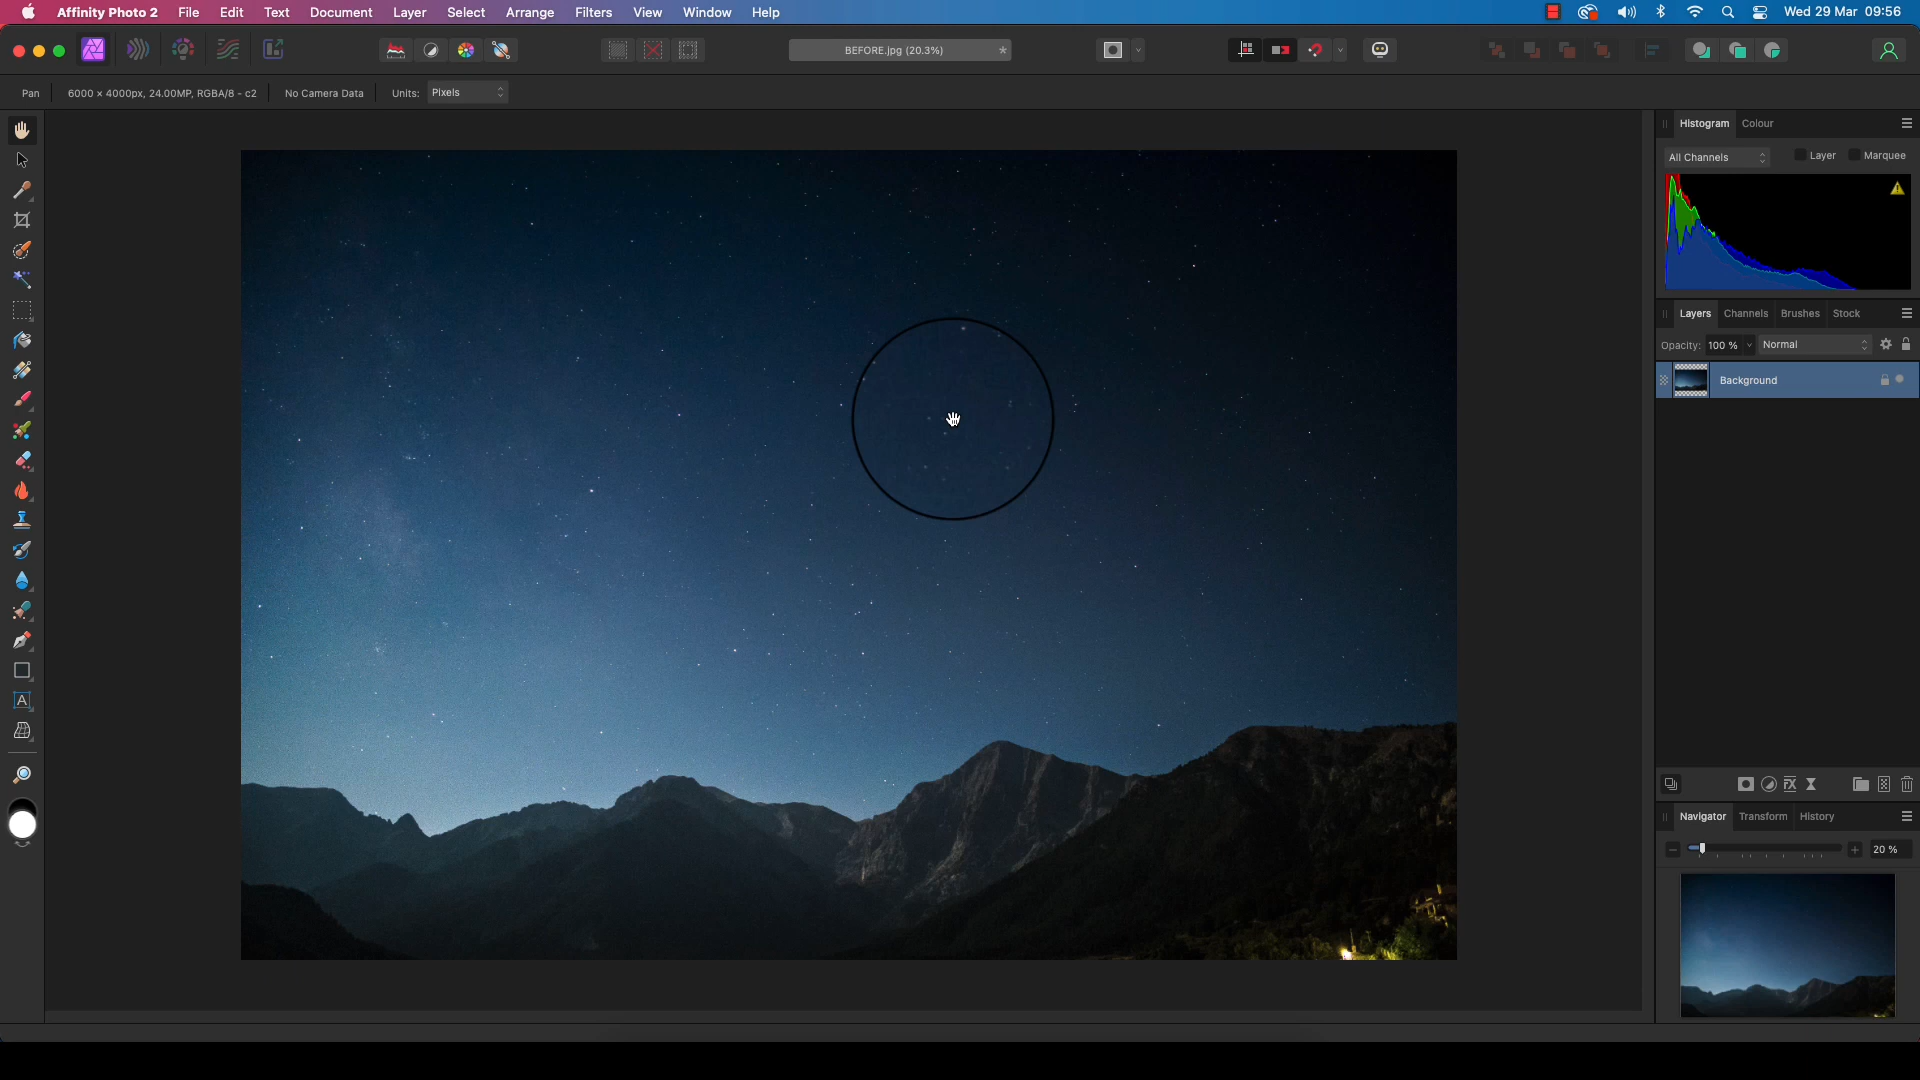 Affinity Photo 2 File Edit Text Document Layer Select Arrange Filters View Window Help Wed 29 Mar 09:56
BEFORE.jpg (20.3%) *
Pan 6000 × 4000px, 24.00MP, RGBA/8 - c2 No Camera Data Units: Pixels
Histogram Colour
All Channels Layer Marquee
Layers Channels Brushes Stock
Opacity: 100 % Normal
Background
Navigator Transform History
20 %